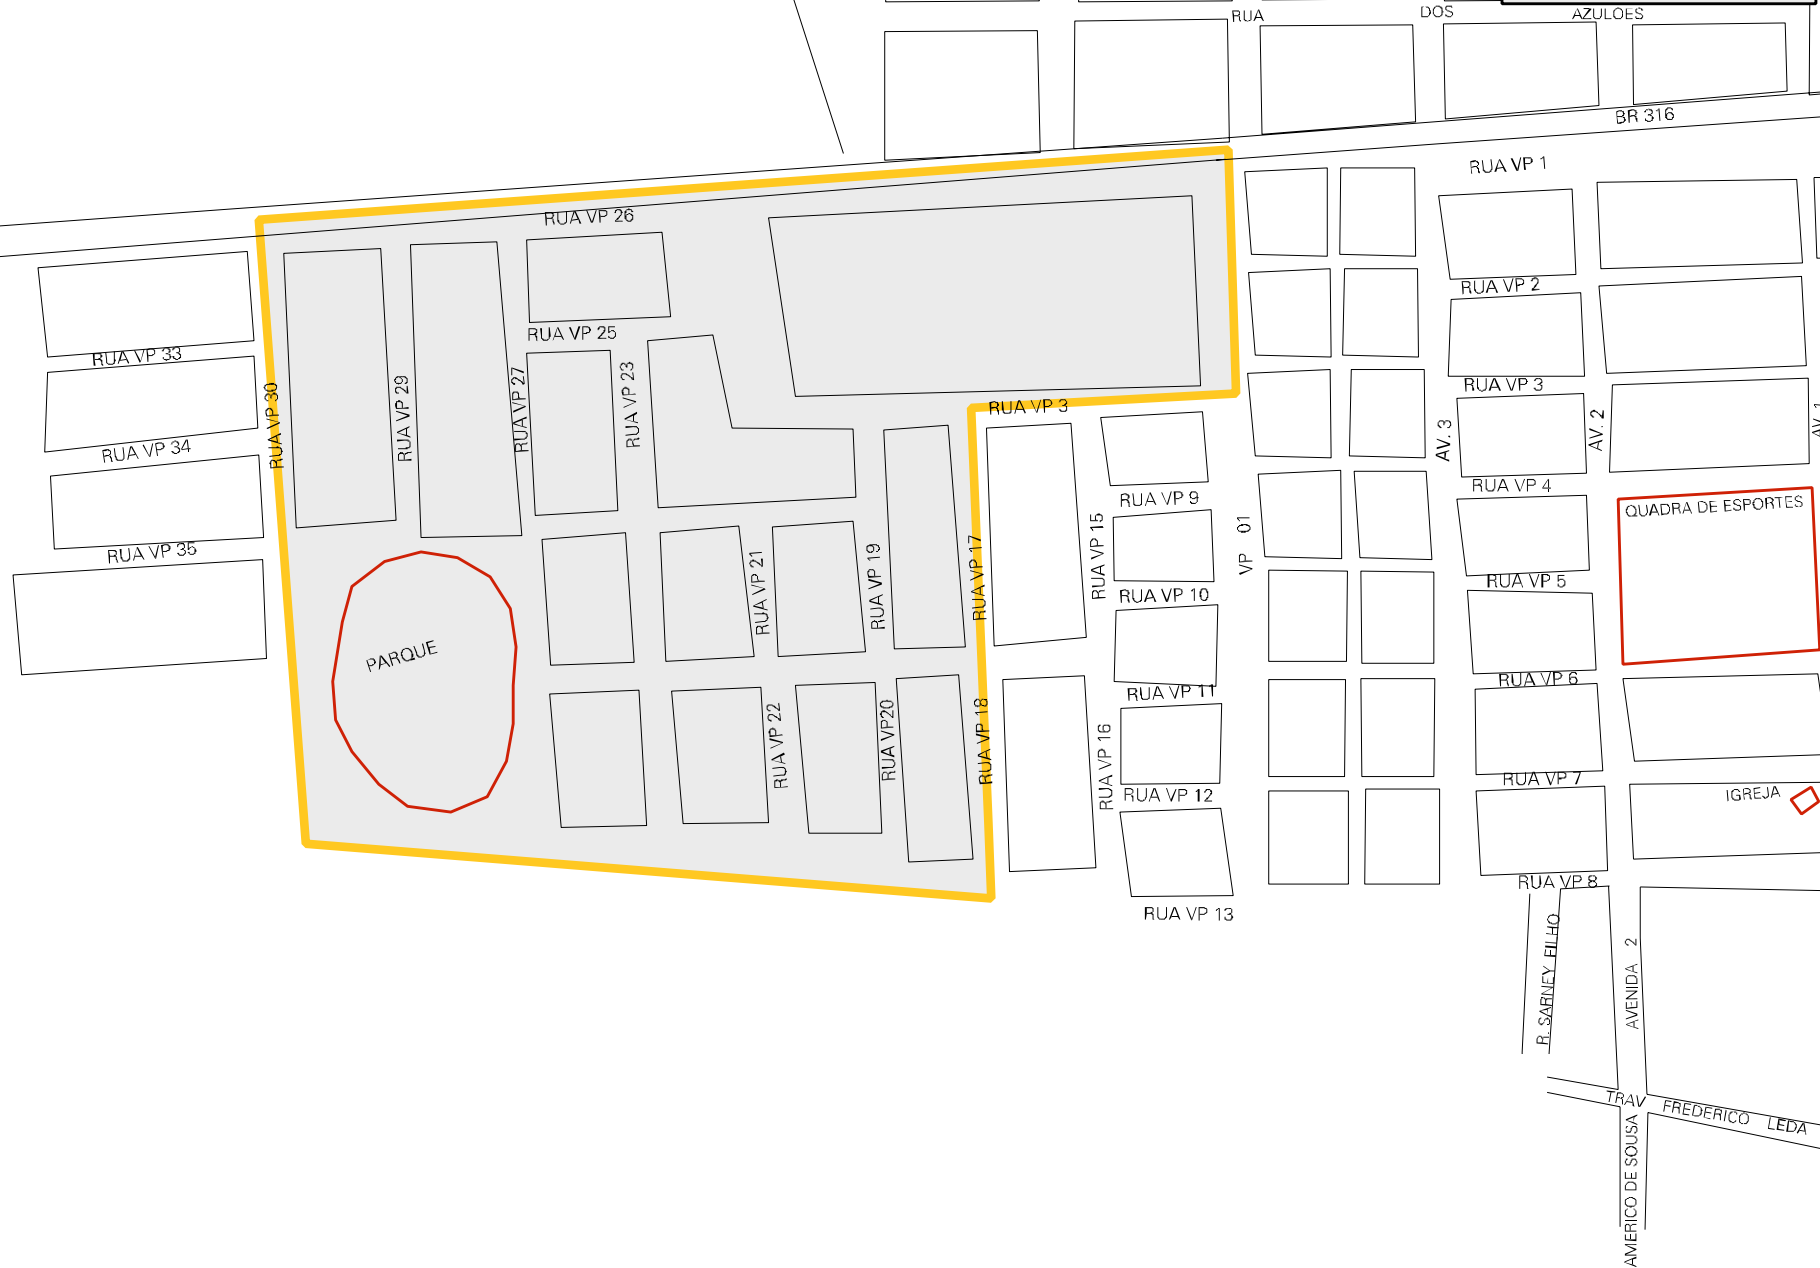 RUA DOS AZULOES
BR 316
RUA VP 1
RUA VP 26
RUA VP 2
RUA VP 25
RUA VP 33
RUA VP 3
RUA VP 30
RUA VP 29
RUA VP 27
RUA VP 23
RUA VP 3
AV. 3
AV. 2
AV. 1
RUA VP 34
RUA VP 4
RUA VP 9
QUADRA DE ESPORTES
VP 01
RUA VP 35
RUA VP 15
RUA VP 17
RUA VP 19
RUA VP 21
RUA VP 5
RUA VP 10
PARQUE
RUA VP 6
RUA VP 11
RUA VP 22
RUA VP20
RUA VP 18
RUA VP 16
RUA VP 7
RUA VP 12
IGREJA
RUA VP 8
RUA VP 13
R. SARNEY FILHO
AVENIDA 2
TRAV FREDERICO LEDA
AMERICO DE SOUSA